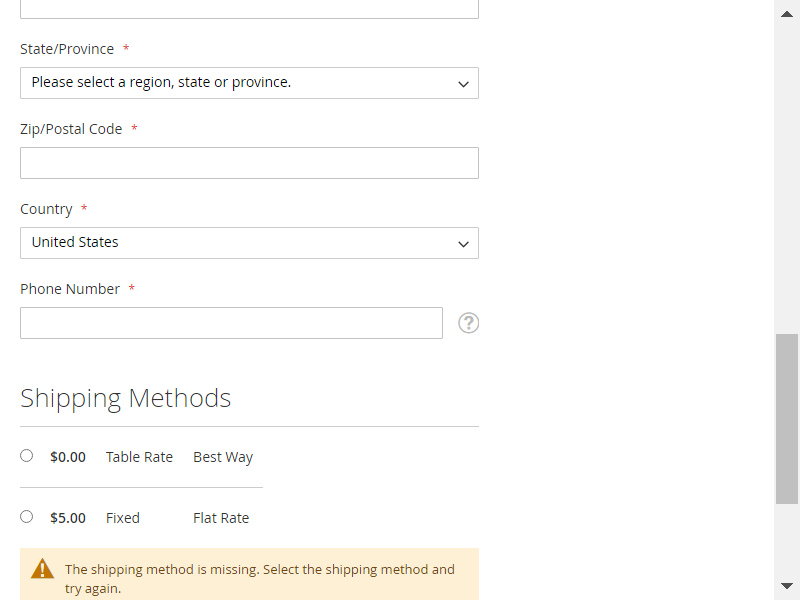 State/Province *
Please select a region, state or province.
Zip/Postal Code *
Country *
United States
Phone Number *
?
Shipping Methods
$0.00 Table Rate Best Way
$5.00 Fixed Flat Rate
The shipping method is missing. Select the shipping method and
try again.